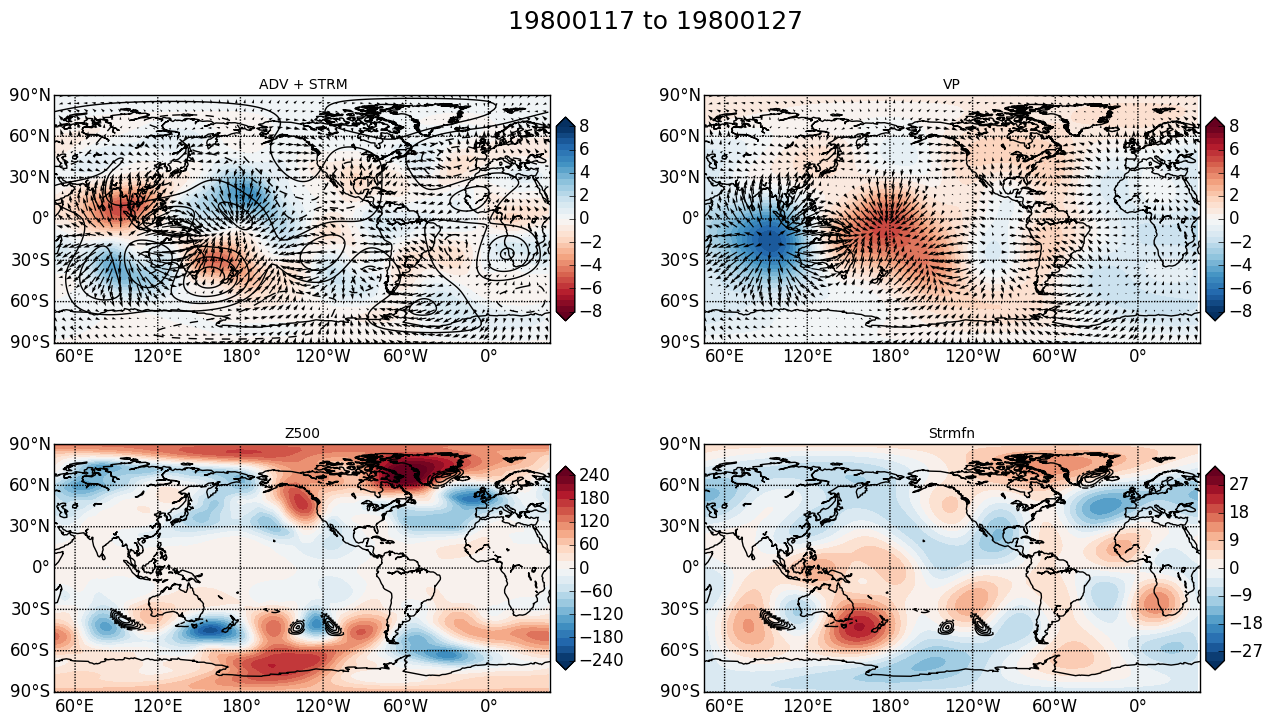 19800117 to 19800127
ADV + STRM
90°N
60°N
30°N
0°
30°S
60°S
90°S
60°E 120°E 180° 120°W 60°W 0°
8
6
4
2
0
−2
−4
−6
−8
VP
90°N
60°N
30°N
0°
30°S
60°S
90°S
60°E 120°E 180° 120°W 60°W 0°
8
6
4
2
0
−2
−4
−6
−8
Z500
90°N
60°N
30°N
0°
30°S
60°S
90°S
60°E 120°E 180° 120°W 60°W 0°
240
180
120
60
0
−60
−120
−180
−240
Strmfn
90°N
60°N
30°N
0°
30°S
60°S
90°S
60°E 120°E 180° 120°W 60°W 0°
27
18
9
0
−9
−18
−27